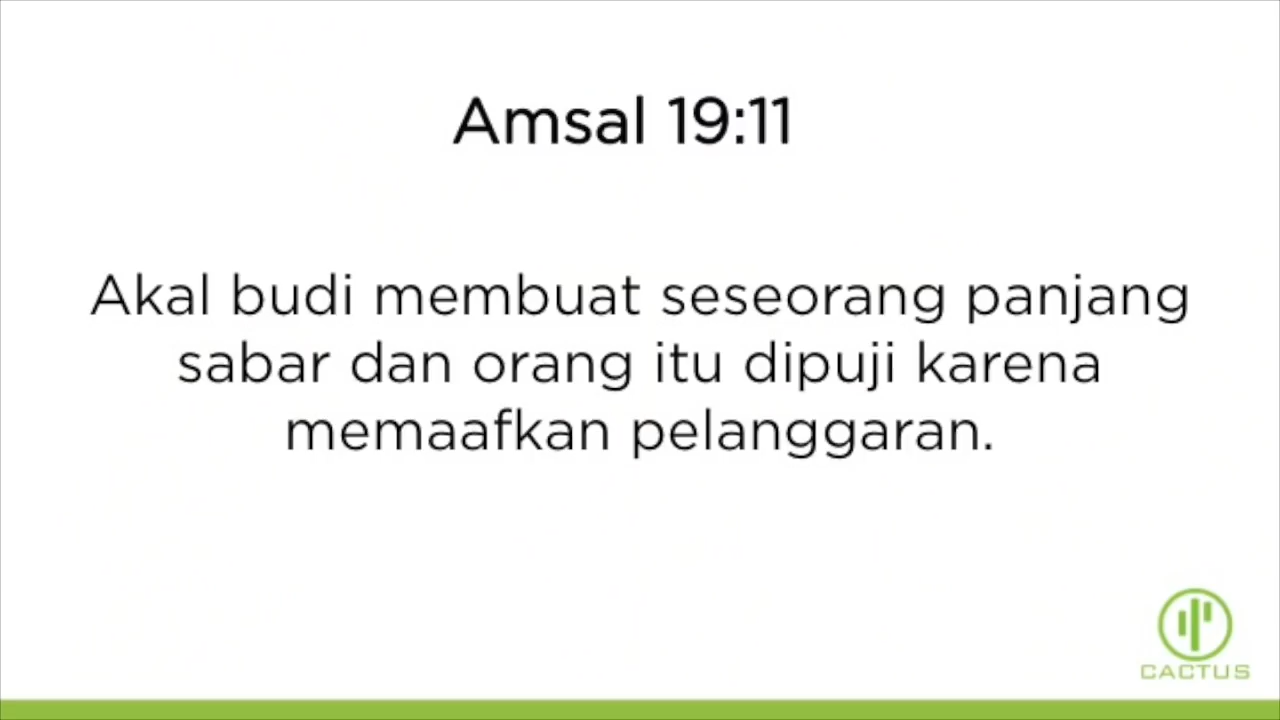 Amsal 19:11
Akal budi membuat seseorang panjang
sabar dan orang itu dipuji karena
memaafkan pelanggaran.
CACTUS